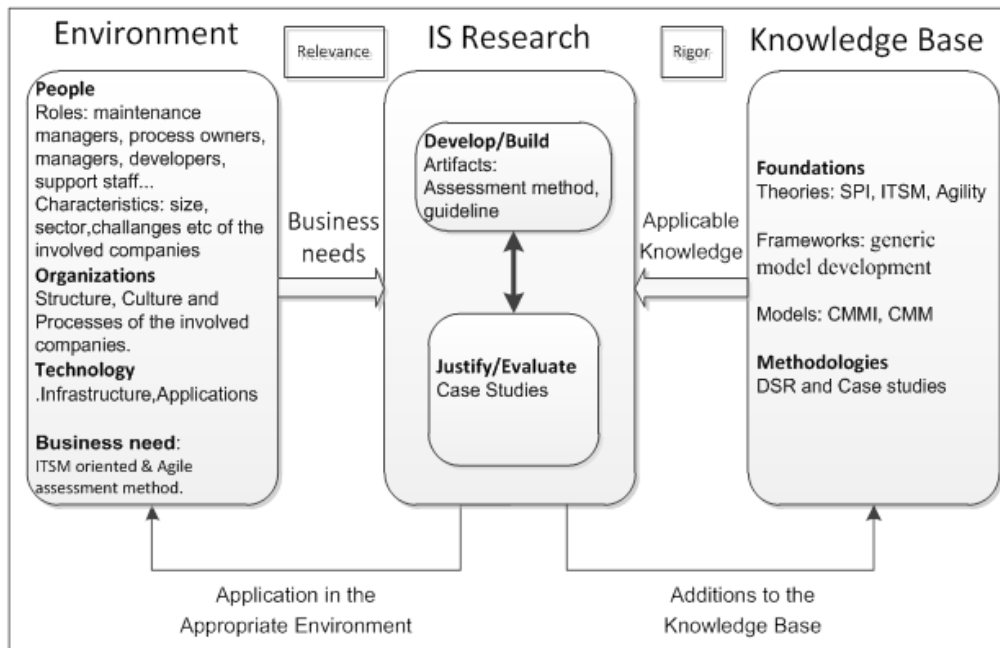 Environment
Relevance
IS Research
Rigor
Knowledge Base
People
Roles: maintenance
managers, process owners,
managers, developers,
support staff...
Characteristics: size,
sector,challanges etc of the
involved companies
Organizations
Structure, Culture and
Processes of the involved
companies.
Technology
.Infrastructure,Applications
Business need:
ITSM oriented & Agile
assessment method.
Business
needs
Develop/Build
Artifacts:
Assessment method,
guideline
Justify/Evaluate
Case Studies
Applicable
Knowledge
Foundations
Theories: SPI, ITSM, Agility
Frameworks: generic
model development
Models: CMMI, CMM
Methodologies
DSR and Case studies
Application in the
Appropriate Environment
Additions to the
Knowledge Base